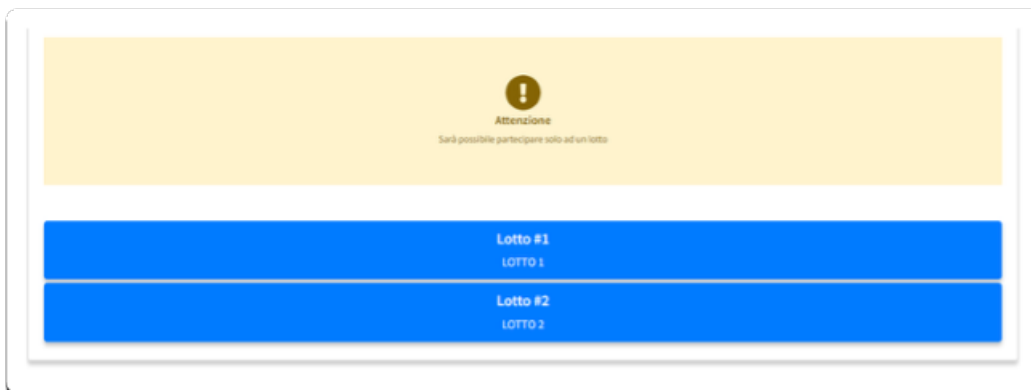 Attenzione
Sarà possibile partecipare solo ad un lotto
Lotto #1
LOTTO 1
Lotto #2
LOTTO 2